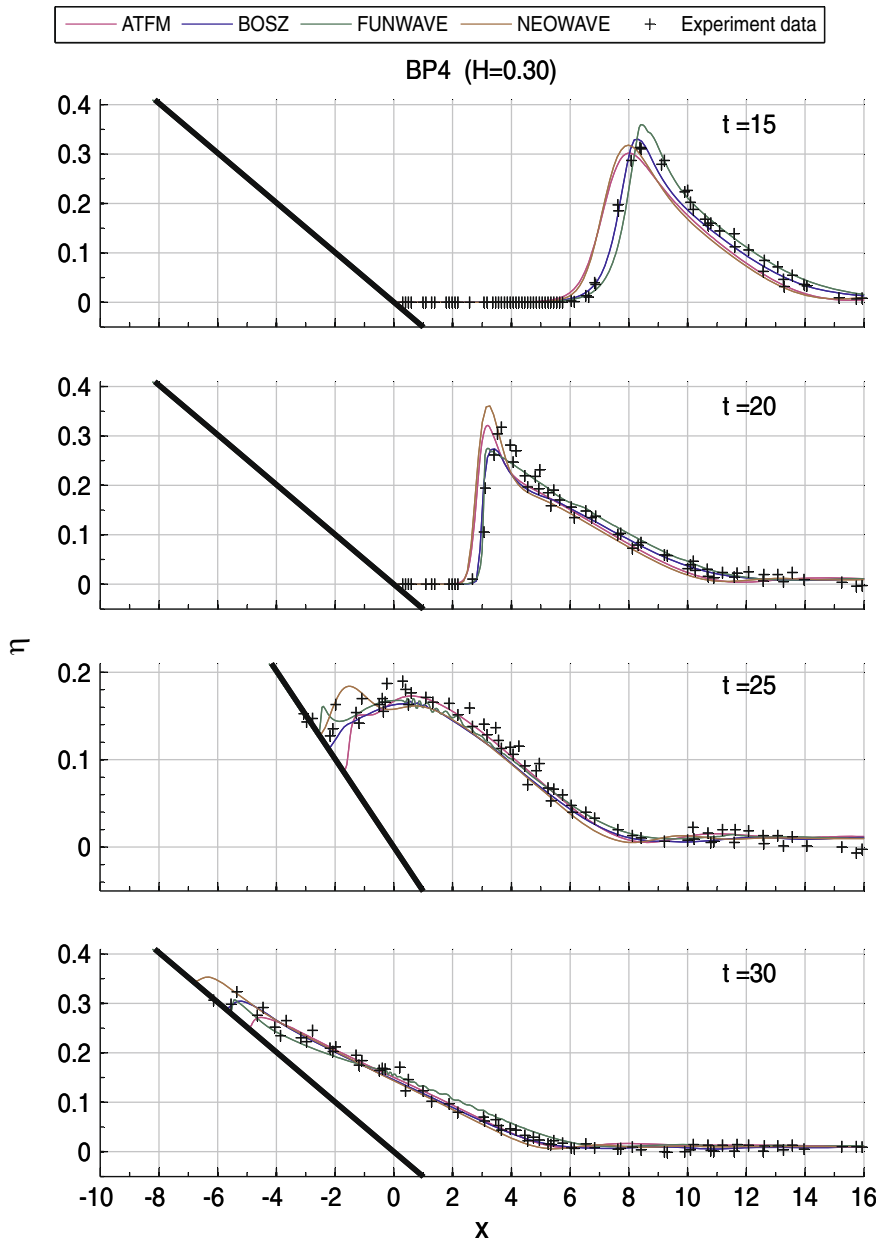 ATFM BOSZ FUNWAVE NEOWAVE Experiment data
BP4 (H=0.30)
0.4
0.3
0.2
0.1
0
t =15
0.4
0.3
0.2
0.1
0
t =20
η
0.2
0.1
0
t =25
0.4
0.3
0.2
0.1
0
t =30
-10 -8 -6 -4 -2 0 2 4 6 8 10 12 14 16
x